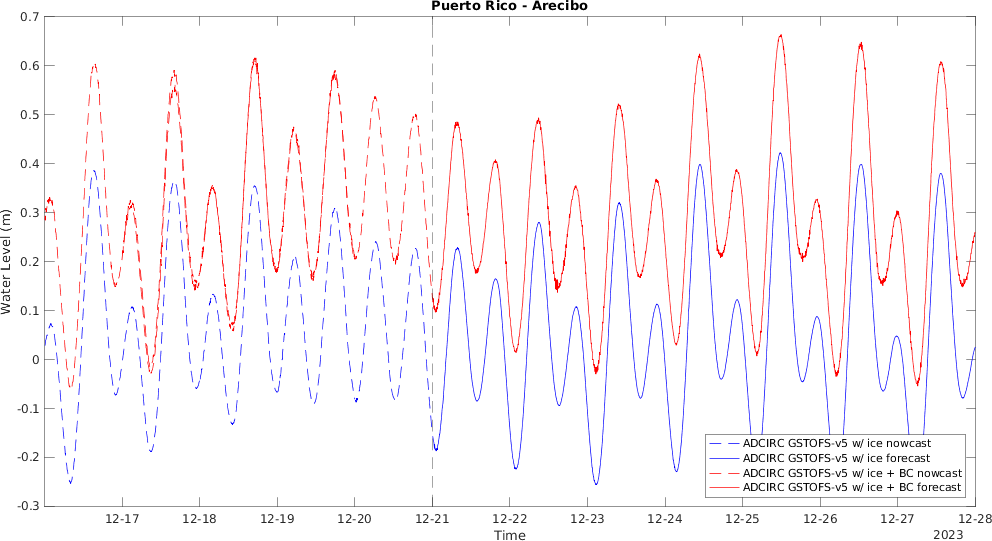 Puerto Rico - Arecibo
Water Level (m)
0.7
0.6
0.5
0.4
0.3
0.2
0.1
0
-0.1
-0.2
-0.3
ADCIRC GSTOFS-v5 w/ ice nowcast
ADCIRC GSTOFS-v5 w/ ice forecast
ADCIRC GSTOFS-v5 w/ ice + BC nowcast
ADCIRC GSTOFS-v5 w/ ice + BC forecast
12-17 12-18 12-19 12-20 12-21 12-22 12-23 12-24 12-25 12-26 12-27 12-28
Time
2023